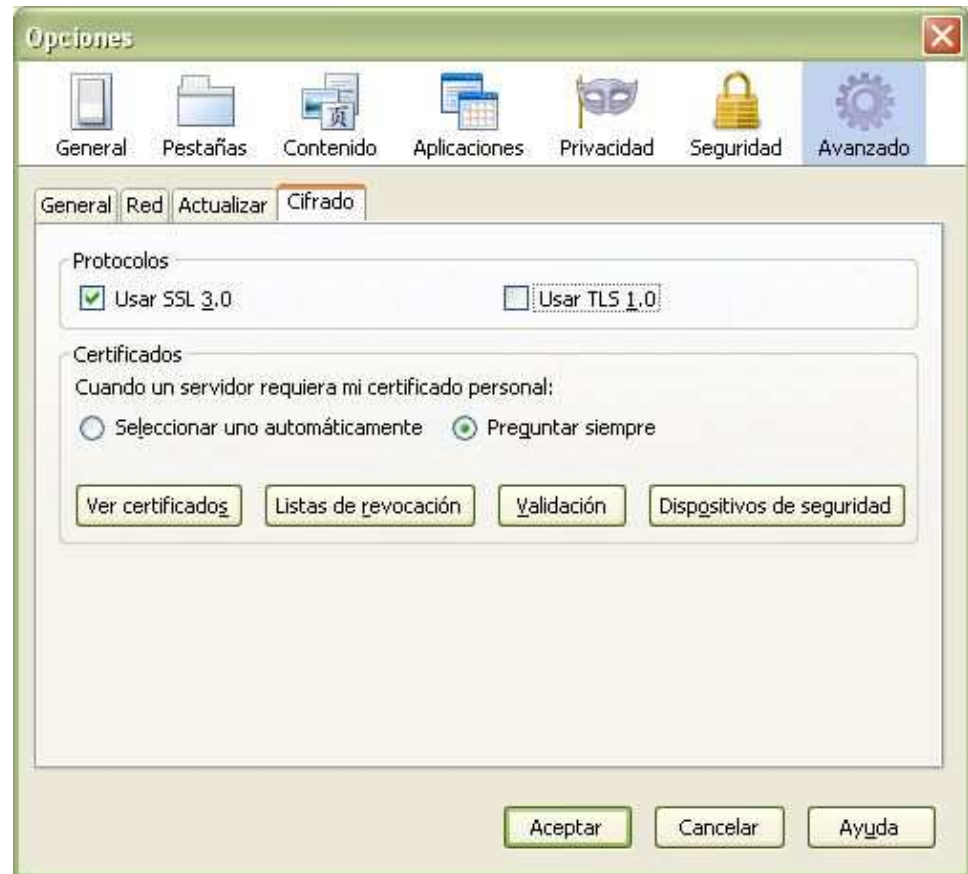 Opciones
General Pestañas Contenido Aplicaciones Privacidad Seguridad Avanzado
General Red Actualizar Cifrado
Protocolos
Usar SSL 3.0 Usar TLS 1.0
Certificados
Cuando un servidor requiera mi certificado personal:
Seleccionar uno automáticamente Preguntar siempre
Ver certificados Listas de revocación Validación Dispositivos de seguridad
Aceptar Cancelar Ayuda